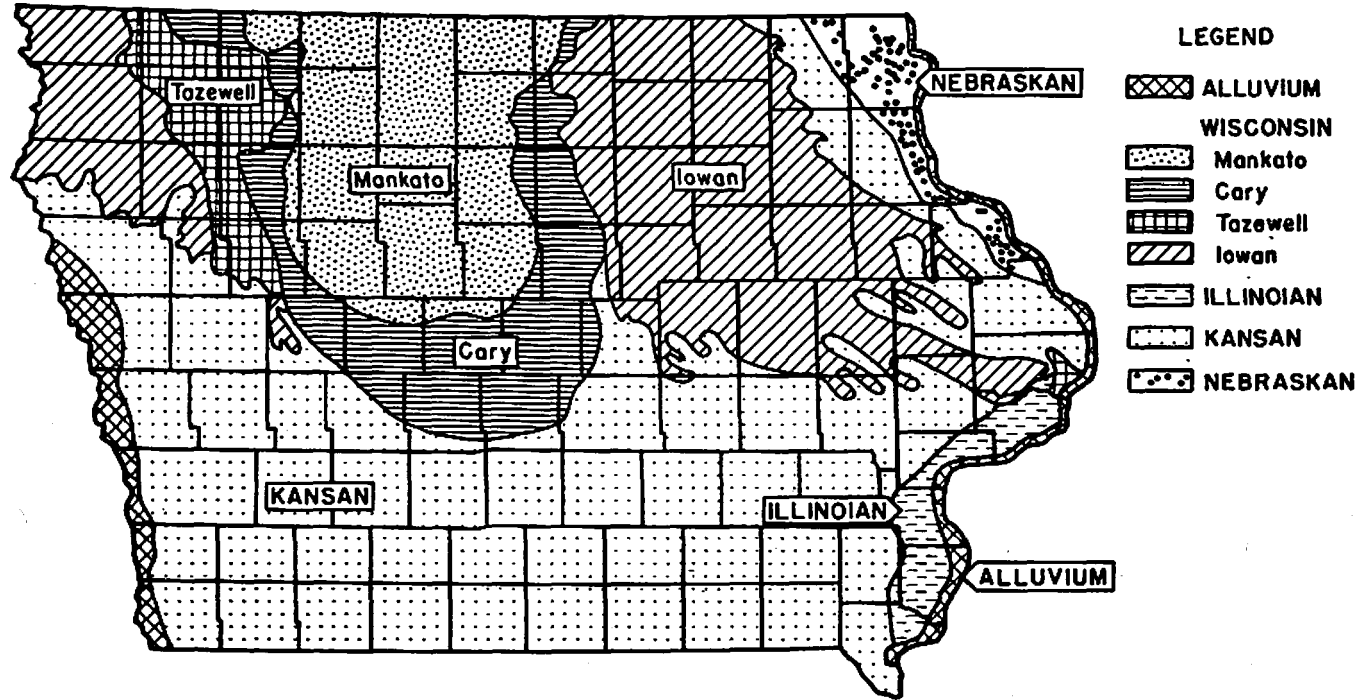 LEGEND
ALLUVIUM
WISCONSIN
Mankato
Cary
Tazewell
Iowan
ILLINOIAN
KANSAN
NEBRASKAN
Tazewell
NEBRASKAN
Mankato
Iowan
Cary
KANSAN
ILLINOIAN
ALLUVIUM